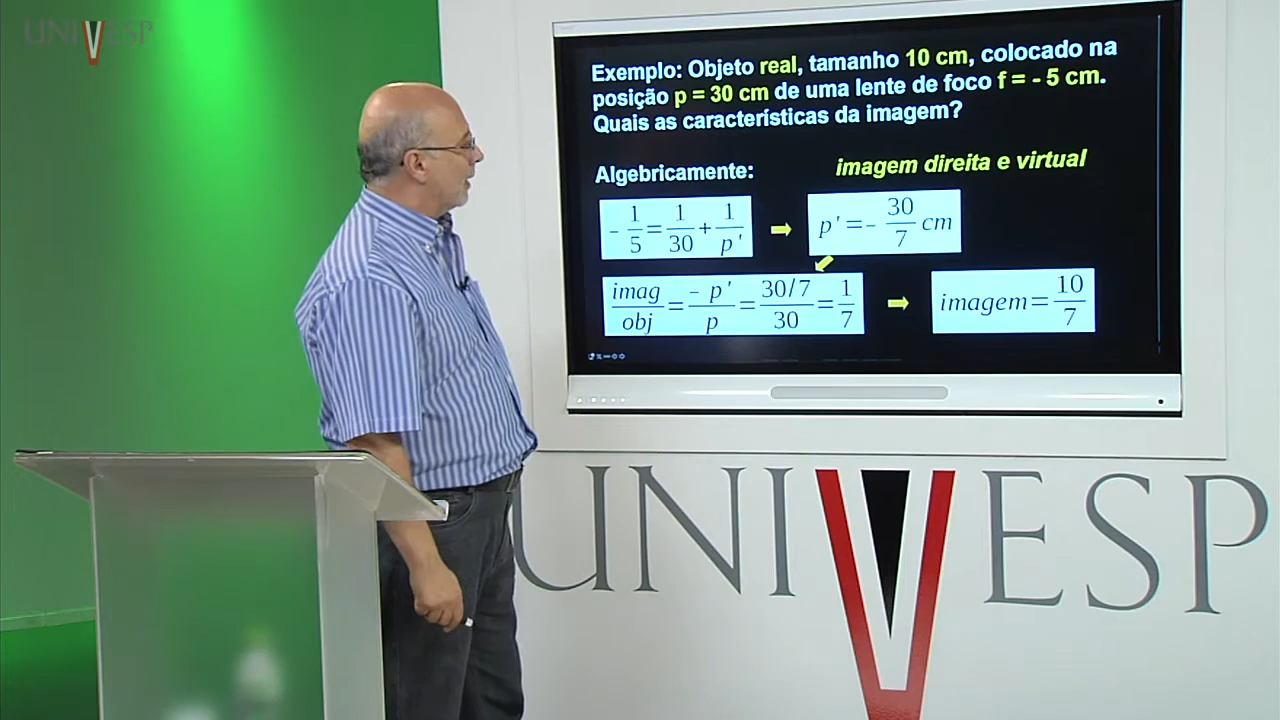 UNIVESP
Exemplo: Objeto real, tamanho 10 cm, colocado na
posição p = 30 cm de uma lente de foco f = - 5 cm.
Quais as características da imagem?
Algebricamente:
imagem direita e virtual
- 1/5 = 1/30 + 1/p'
p' = - 30/7 cm
imag/obj = - p'/p = 30/7/30 = 1/7
imagem = 10/7
UNIVESP